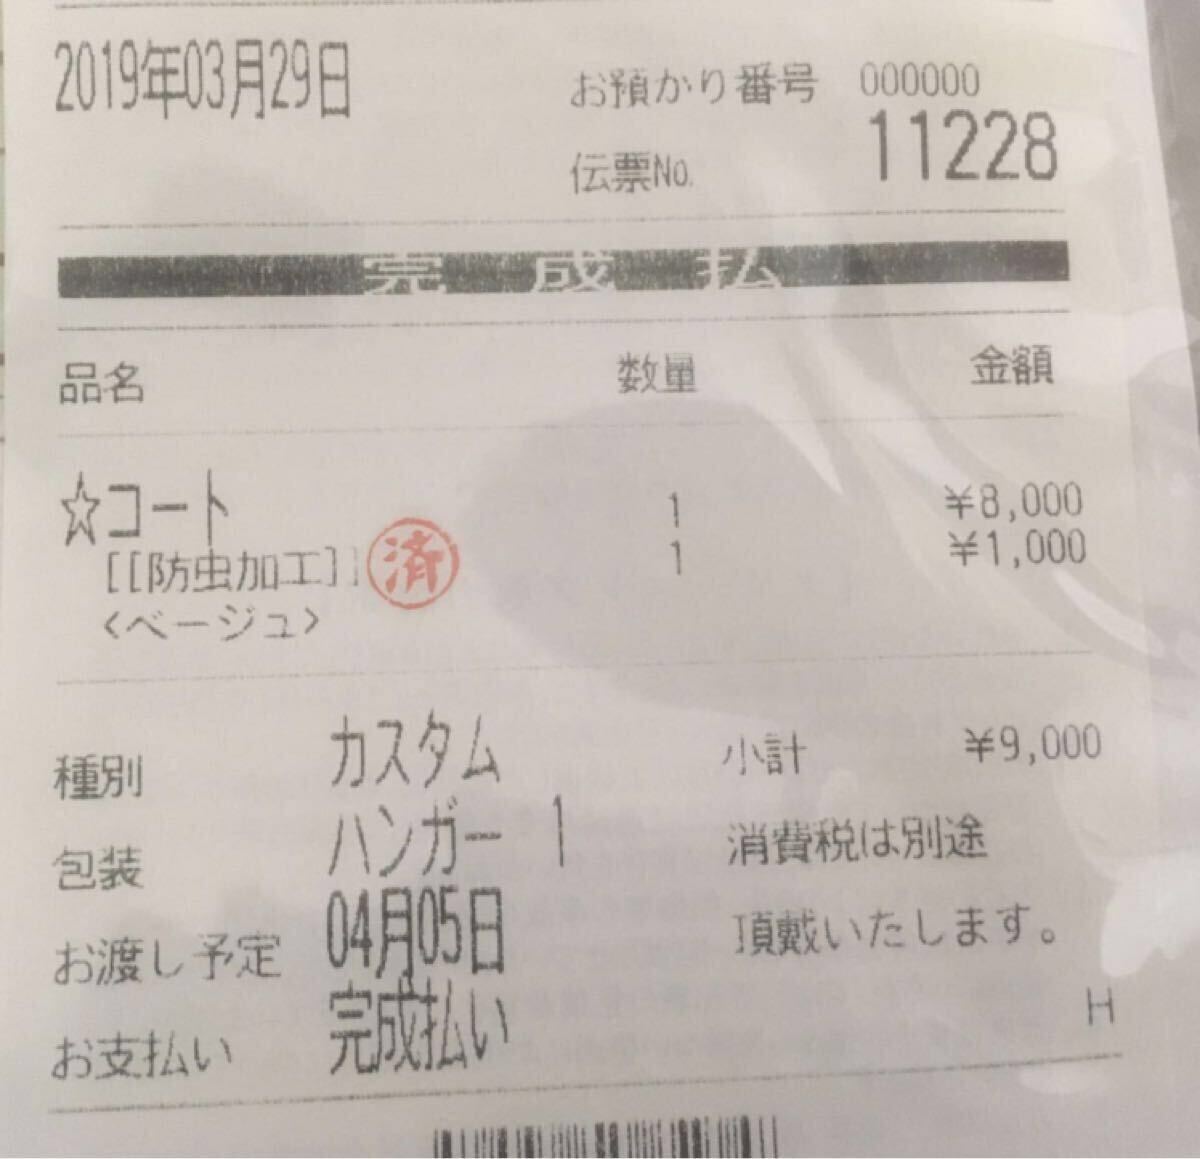 2019年03月29日
お預かり番号 000000
伝票No. 11228
完成払
品名 数量 金額
☆コート 1 ¥8,000
[[防虫加工]] 済 1 ¥1,000
<ベージュ>
種別 カスタム 小計 ¥9,000
包装 ハンガー 1 消費税は別途
お渡し予定 04月05日 頂戴いたします。
お支払い 完成払い H